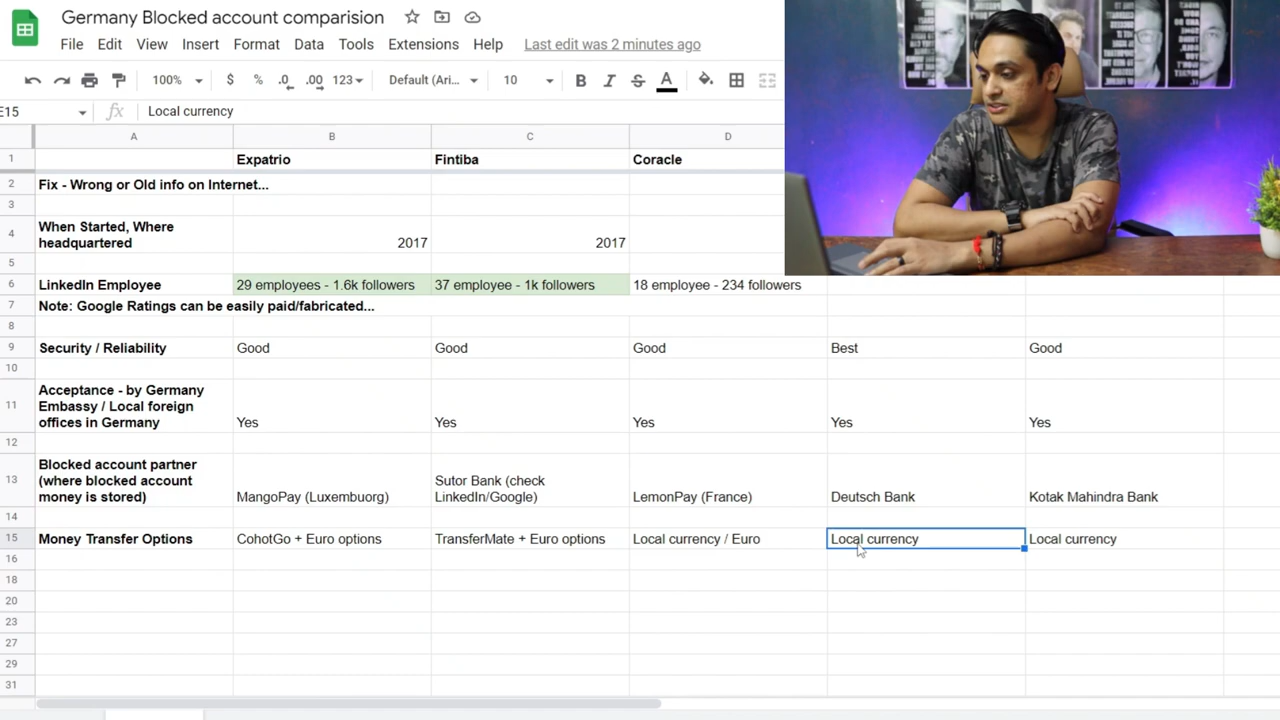 Germany Blocked account comparision
File Edit View Insert Format Data Tools Extensions Help Last edit was 2 minutes ago
100% $ % .0 .00 123 Default (Ari... 10 B I S A
E15 fx Local currency
A B C D
1 Expatrio Fintiba Coracle
2 Fix - Wrong or Old info on Internet...
3
When Started, Where
4 headquartered 2017 2017
5
6 LinkedIn Employee 29 employees - 1.6k followers 37 employee - 1k followers 18 employee - 234 followers
7 Note: Google Ratings can be easily paid/fabricated...
8
9 Security / Reliability Good Good Good Best Good
10
Acceptance - by Germany
11 Embassy / Local foreign
offices in Germany Yes Yes Yes Yes Yes
12
Blocked account partner
13 (where blocked account Sutor Bank (check
money is stored) MangoPay (Luxembuorg) LinkedIn/Google) LemonPay (France) Deutsch Bank Kotak Mahindra Bank
14
15 Money Transfer Options CohotGo + Euro options TransferMate + Euro options Local currency / Euro Local currency Local currency
16
18
20
23
27
29
31